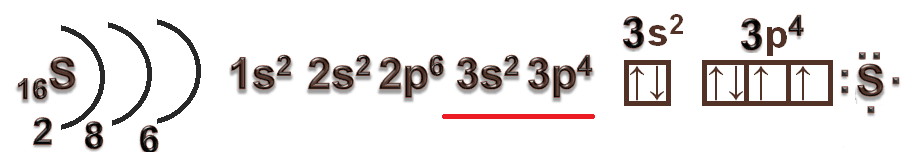 ₁₆S 2 8 6
1s² 2s² 2p⁶ 3s² 3p⁴
3s² 3p⁴
↑↓ ↑↓ ↑ ↑
S